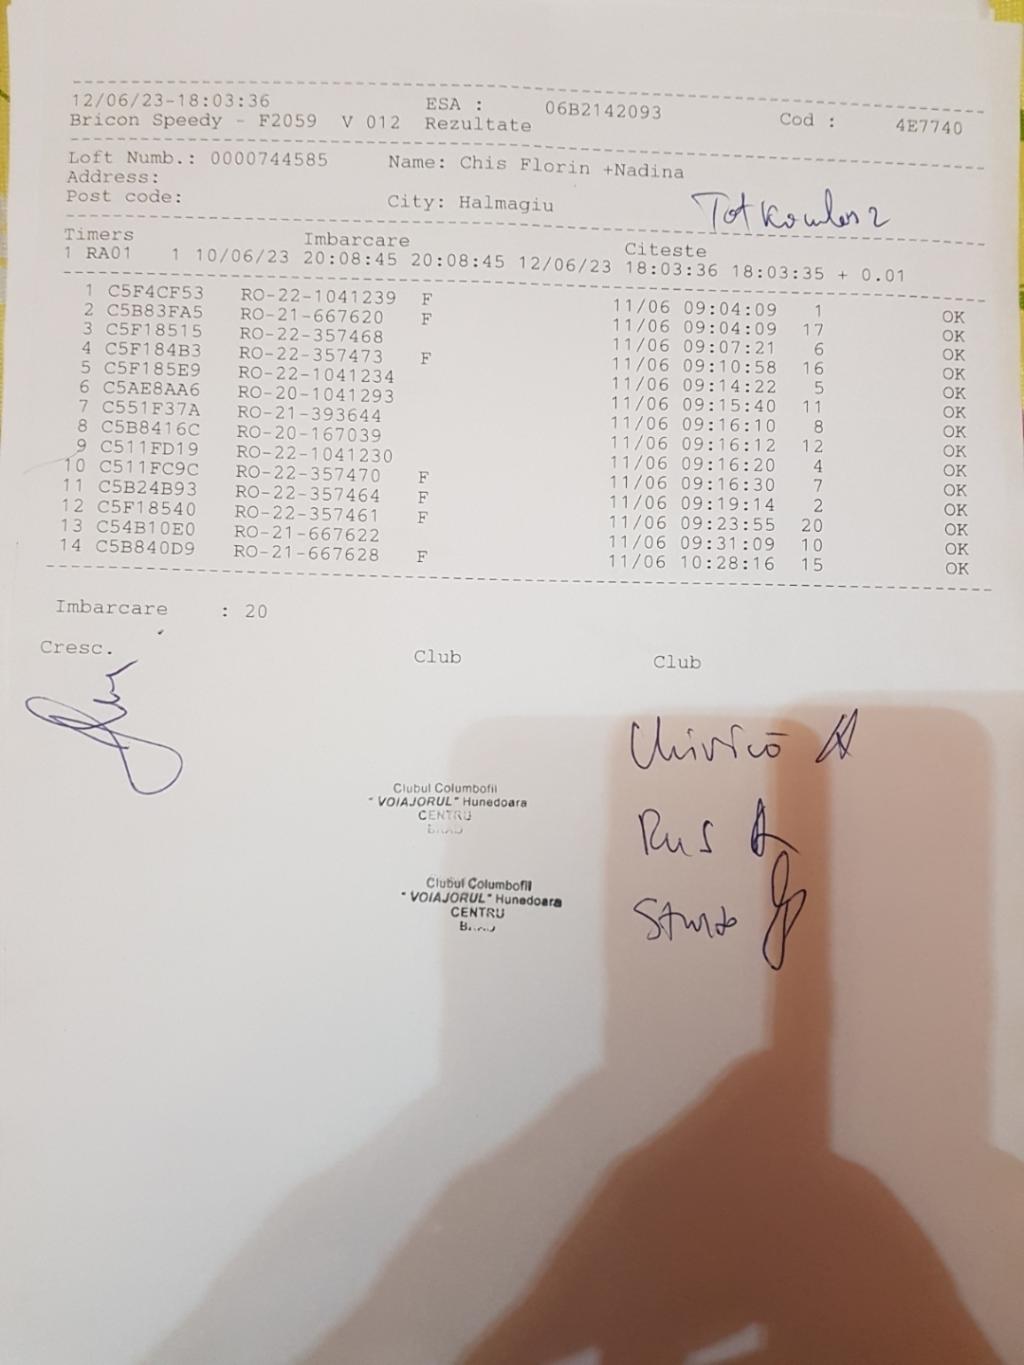 12/06/23-18:03:36 ESA : 06B2142093 Cod : 4E7740
Bricon Speedy - F2059 V 012 Rezultate
Loft Numb.: 0000744585 Name: Chis Florin +Nadina
Address:
Post code: City: Halmagiu
Tot Komlos 2
Timers Imbarcare Citeste
1 RA01 1 10/06/23 20:08:45 20:08:45 12/06/23 18:03:36 18:03:35 + 0.01
1 C5F4CF53 RO-22-1041239 F 11/06 09:04:09 1 OK
2 C5B83FA5 RO-21-667620 F 11/06 09:04:09 17 OK
3 C5F18515 RO-22-357468 11/06 09:07:21 6 OK
4 C5F184B3 RO-22-357473 F 11/06 09:10:58 16 OK
5 C5F185E9 RO-22-1041234 11/06 09:14:22 5 OK
6 C5AE8AA6 RO-20-1041293 11/06 09:15:40 11 OK
7 C551F37A RO-21-393644 11/06 09:16:10 8 OK
8 C5B8416C RO-20-167039 11/06 09:16:12 12 OK
9 C511FD19 RO-22-1041230 11/06 09:16:20 4 OK
10 C511FC9C RO-22-357470 F 11/06 09:16:30 7 OK
11 C5B24B93 RO-22-357464 F 11/06 09:19:14 2 OK
12 C5F18540 RO-22-357461 F 11/06 09:23:55 20 OK
13 C54B10E0 RO-21-667622 11/06 09:31:09 10 OK
14 C5B840D9 RO-21-667628 F 11/06 10:28:16 15 OK
Imbarcare : 20
Cresc. Club Club
Clubul Columbofil
"VOIAJORUL" Hunedoara
CENTRU
BRAD
Rus
Clubul Columbofil
"VOIAJORUL" Hunedoara
CENTRU